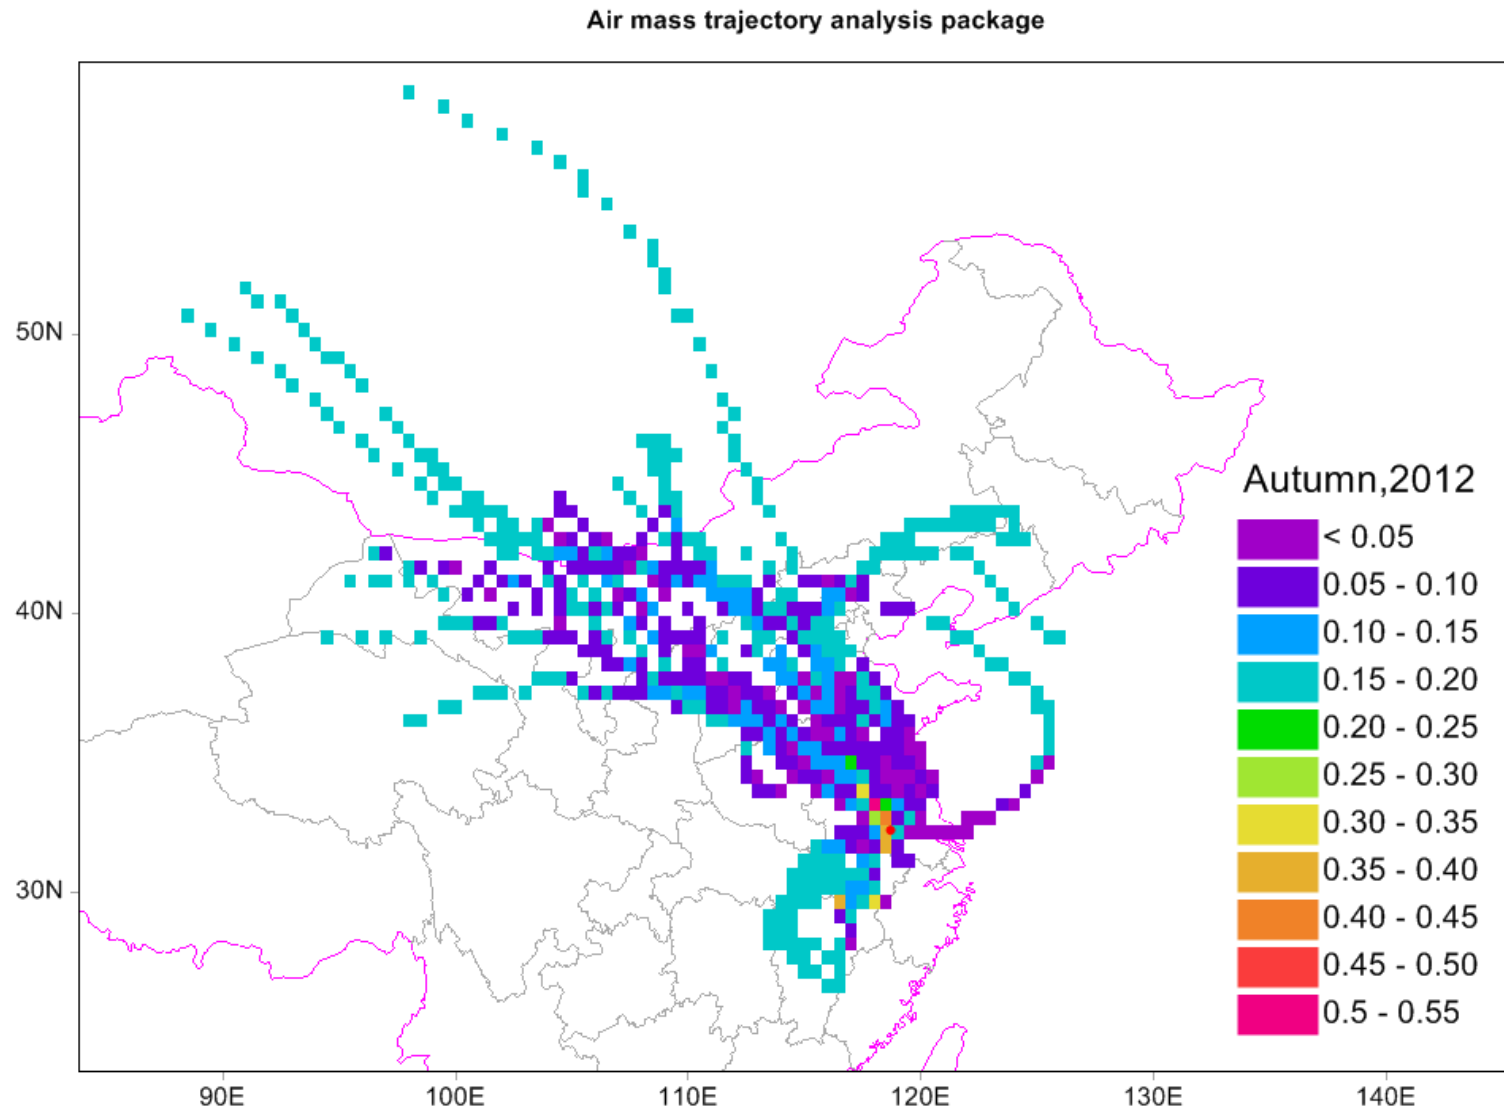 Air mass trajectory analysis package
50N
40N
30N
90E
100E
110E
120E
130E
140E
Autumn,2012
< 0.05
0.05 - 0.10
0.10 - 0.15
0.15 - 0.20
0.20 - 0.25
0.25 - 0.30
0.30 - 0.35
0.35 - 0.40
0.40 - 0.45
0.45 - 0.50
0.5 - 0.55